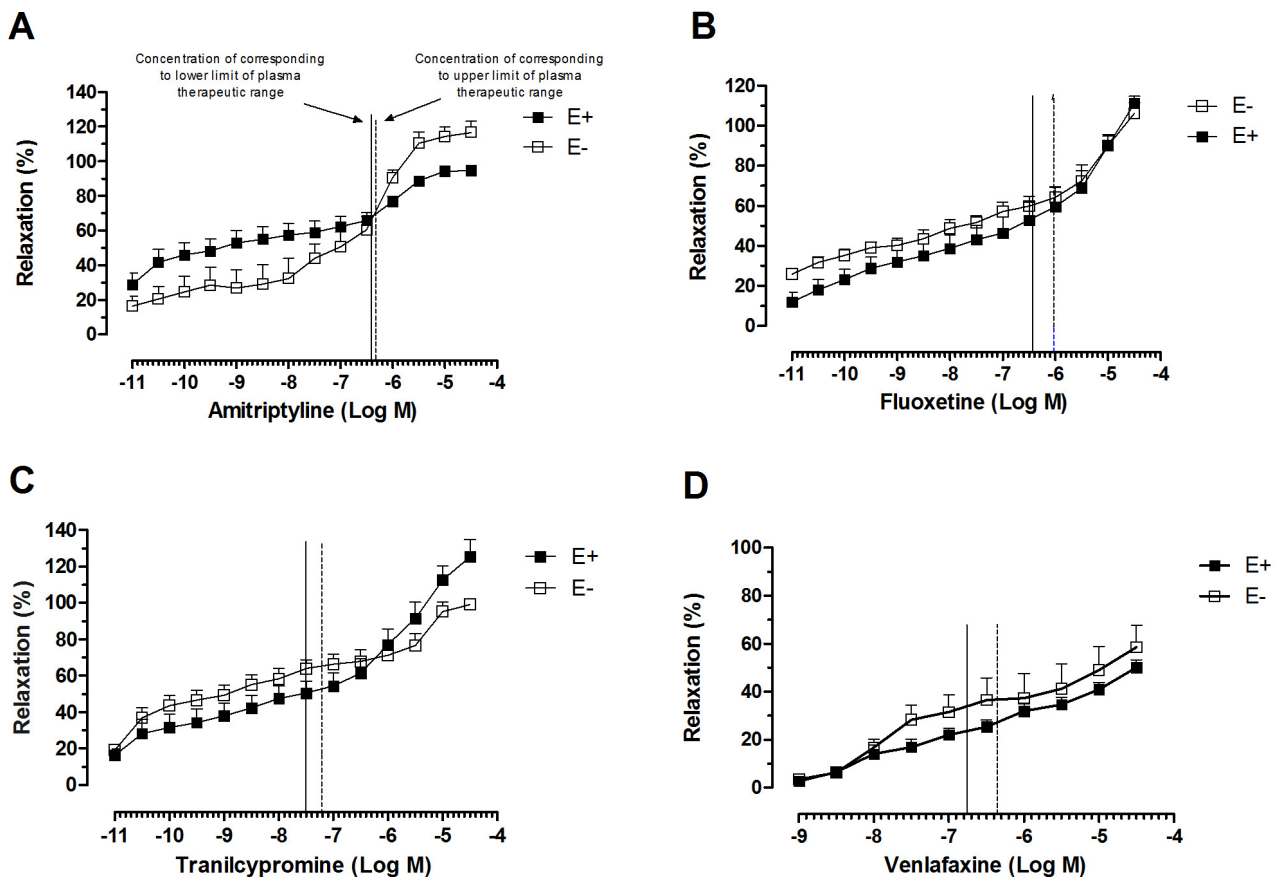 A
Concentration of corresponding
to lower limit of plasma
therapeutic range
Concentration of corresponding
to upper limit of plasma
therapeutic range
140
120
100
80
60
40
20
0
Relaxation (%)
E+
E-
-11 -10 -9 -8 -7 -6 -5 -4
Amitriptyline (Log M)
B
120
100
80
60
40
20
0
Relaxation (%)
E-
E+
-11 -10 -9 -8 -7 -6 -5 -4
Fluoxetine (Log M)
C
140
120
100
80
60
40
20
0
Relaxation (%)
E+
E-
-11 -10 -9 -8 -7 -6 -5 -4
Tranilcypromine (Log M)
D
100
80
60
40
20
0
Relaxation (%)
E+
E-
-9 -8 -7 -6 -5 -4
Venlafaxine (Log M)